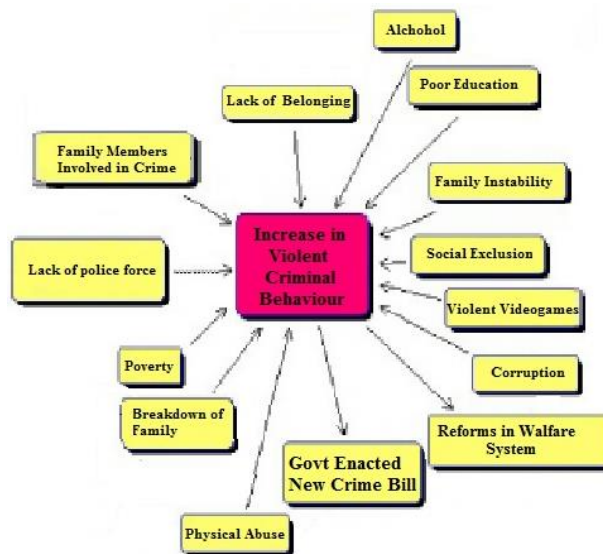 Alchohol
Poor Education
Lack of Belonging
Family Members
Involved in Crime
Family Instability
Increase in
Violent
Criminal
Behaviour
Social Exclusion
Lack of police force
Violent Videogames
Poverty
Corruption
Breakdown of
Family
Reforms in Welfare
System
Govt Enacted
New Crime Bill
Physical Abuse